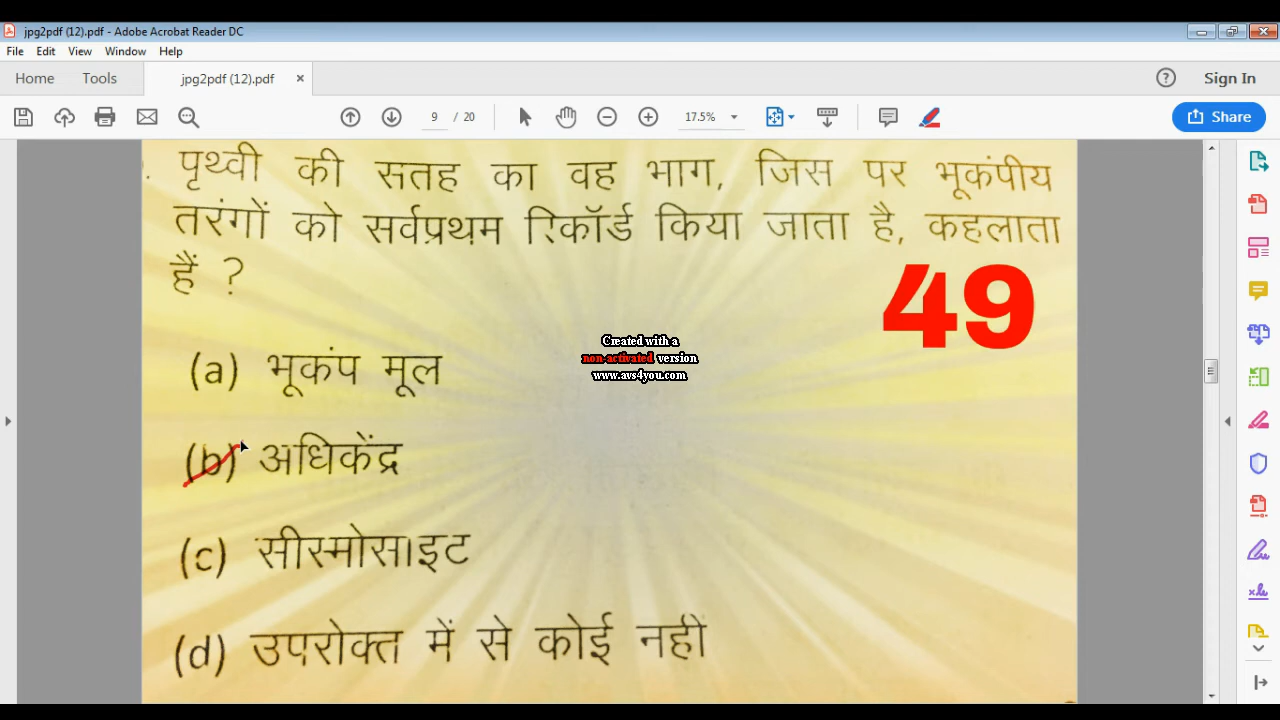 jpg2pdf (12).pdf - Adobe Acrobat Reader DC
File Edit View Window Help
Home Tools jpg2pdf (12).pdf × Sign In
9 / 20 17.5% Share
पृथ्वी की सतह का वह भाग, जिस पर भूकंपीय
तरंगों को सर्वप्रथम रिकॉर्ड किया जाता है, कहलाता
हैं ?
49
Created with a
non-activated version
www.avs4you.com
(a) भूकंप मूल
(b) अधिकेंद्र
(c) सीस्मोसाइट
(d) उपरोक्त में से कोई नहीं